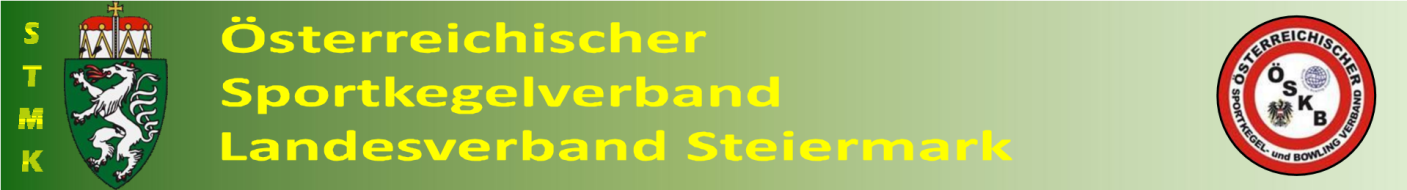 S
T
M
K
Österreichischer
Sportkegelverband
Landesverband Steiermark
ÖSTERREICHISCHER
SPORTKEGEL- und BOWLING VERBAND
ÖSKB